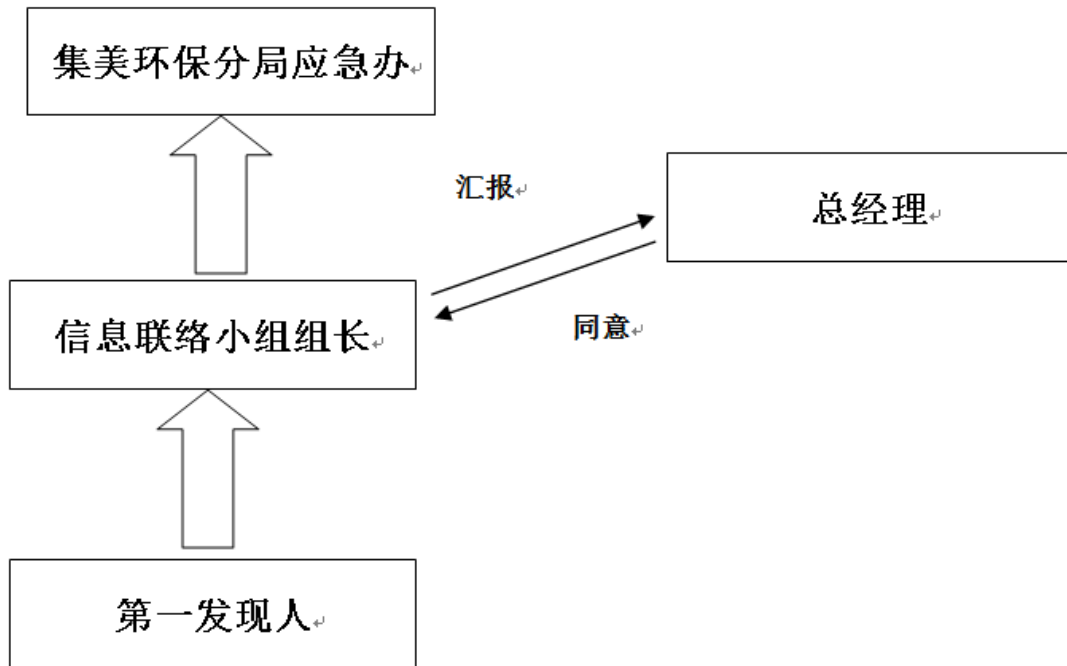 集美环保分局应急办
汇报
总经理
信息联络小组组长
同意
第一发现人